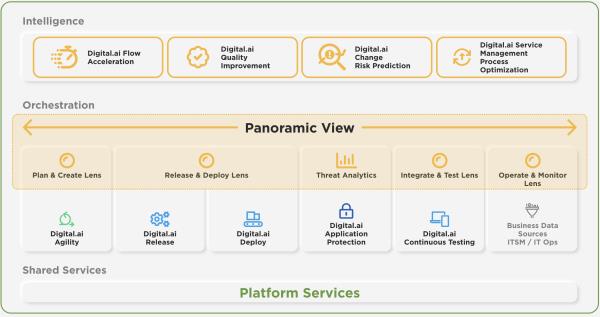 Intelligence
Digital.ai Flow
Acceleration
Digital.ai
Quality
Improvement
Digital.ai
Change
Risk Prediction
Digital.ai Service
Management
Process
Optimization
Orchestration
Panoramic View
Plan & Create Lens
Release & Deploy Lens
Threat Analytics
Integrate & Test Lens
Operate & Monitor
Lens
Digital.ai
Agility
Digital.ai
Release
Digital.ai
Deploy
Digital.ai
Application
Protection
Digital.ai
Continuous Testing
Business Data
Sources
ITSM / IT Ops
Shared Services
Platform Services